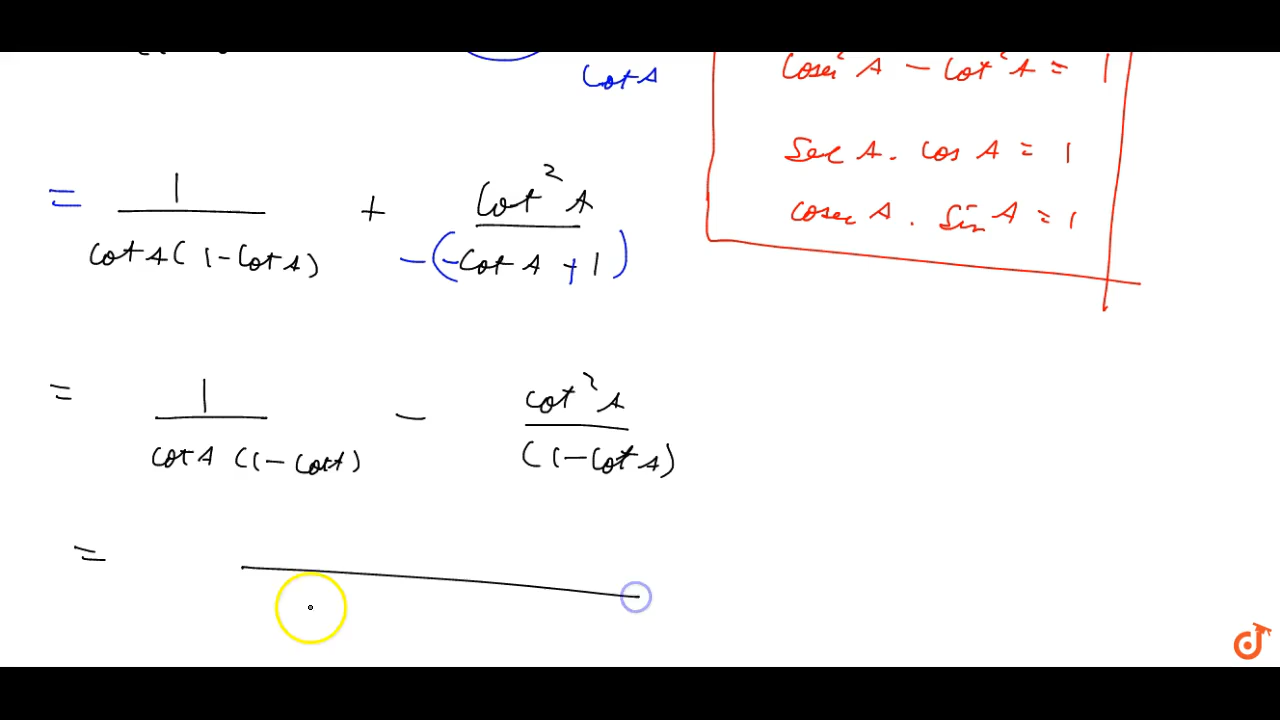 Cot A
Cosec² A − Cot² A = 1
Sec A . Cos A = 1
Cosec A . Sin A = 1
= 1 + Cot² A
Cot A ( 1 − Cot A ) −(−Cot A + 1 )
= 1 − Cot² A
Cot A (1 − Cot A) ( 1 − Cot A )
=